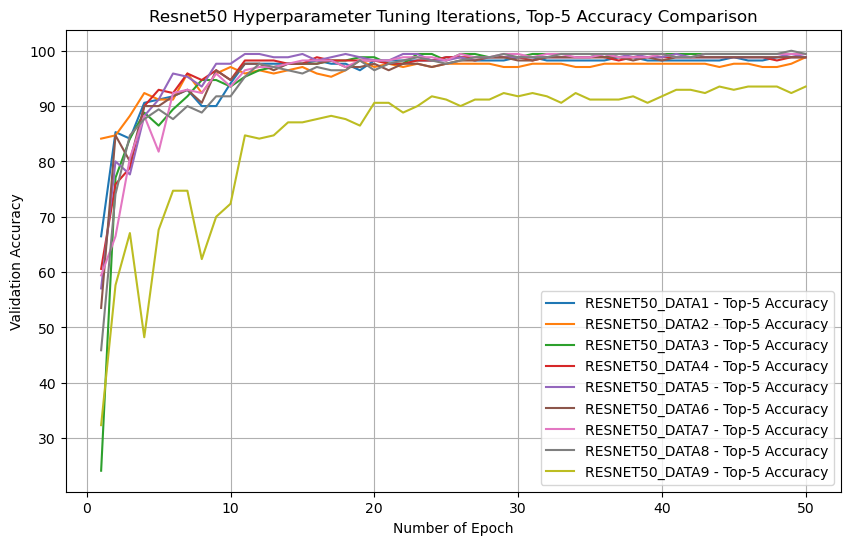 Resnet50 Hyperparameter Tuning Iterations, Top-5 Accuracy Comparison
100
90
80
70
60
50
40
30
Validation Accuracy
RESNET50_DATA1 - Top-5 Accuracy
RESNET50_DATA2 - Top-5 Accuracy
RESNET50_DATA3 - Top-5 Accuracy
RESNET50_DATA4 - Top-5 Accuracy
RESNET50_DATA5 - Top-5 Accuracy
RESNET50_DATA6 - Top-5 Accuracy
RESNET50_DATA7 - Top-5 Accuracy
RESNET50_DATA8 - Top-5 Accuracy
RESNET50_DATA9 - Top-5 Accuracy
0 10 20 30 40 50
Number of Epoch